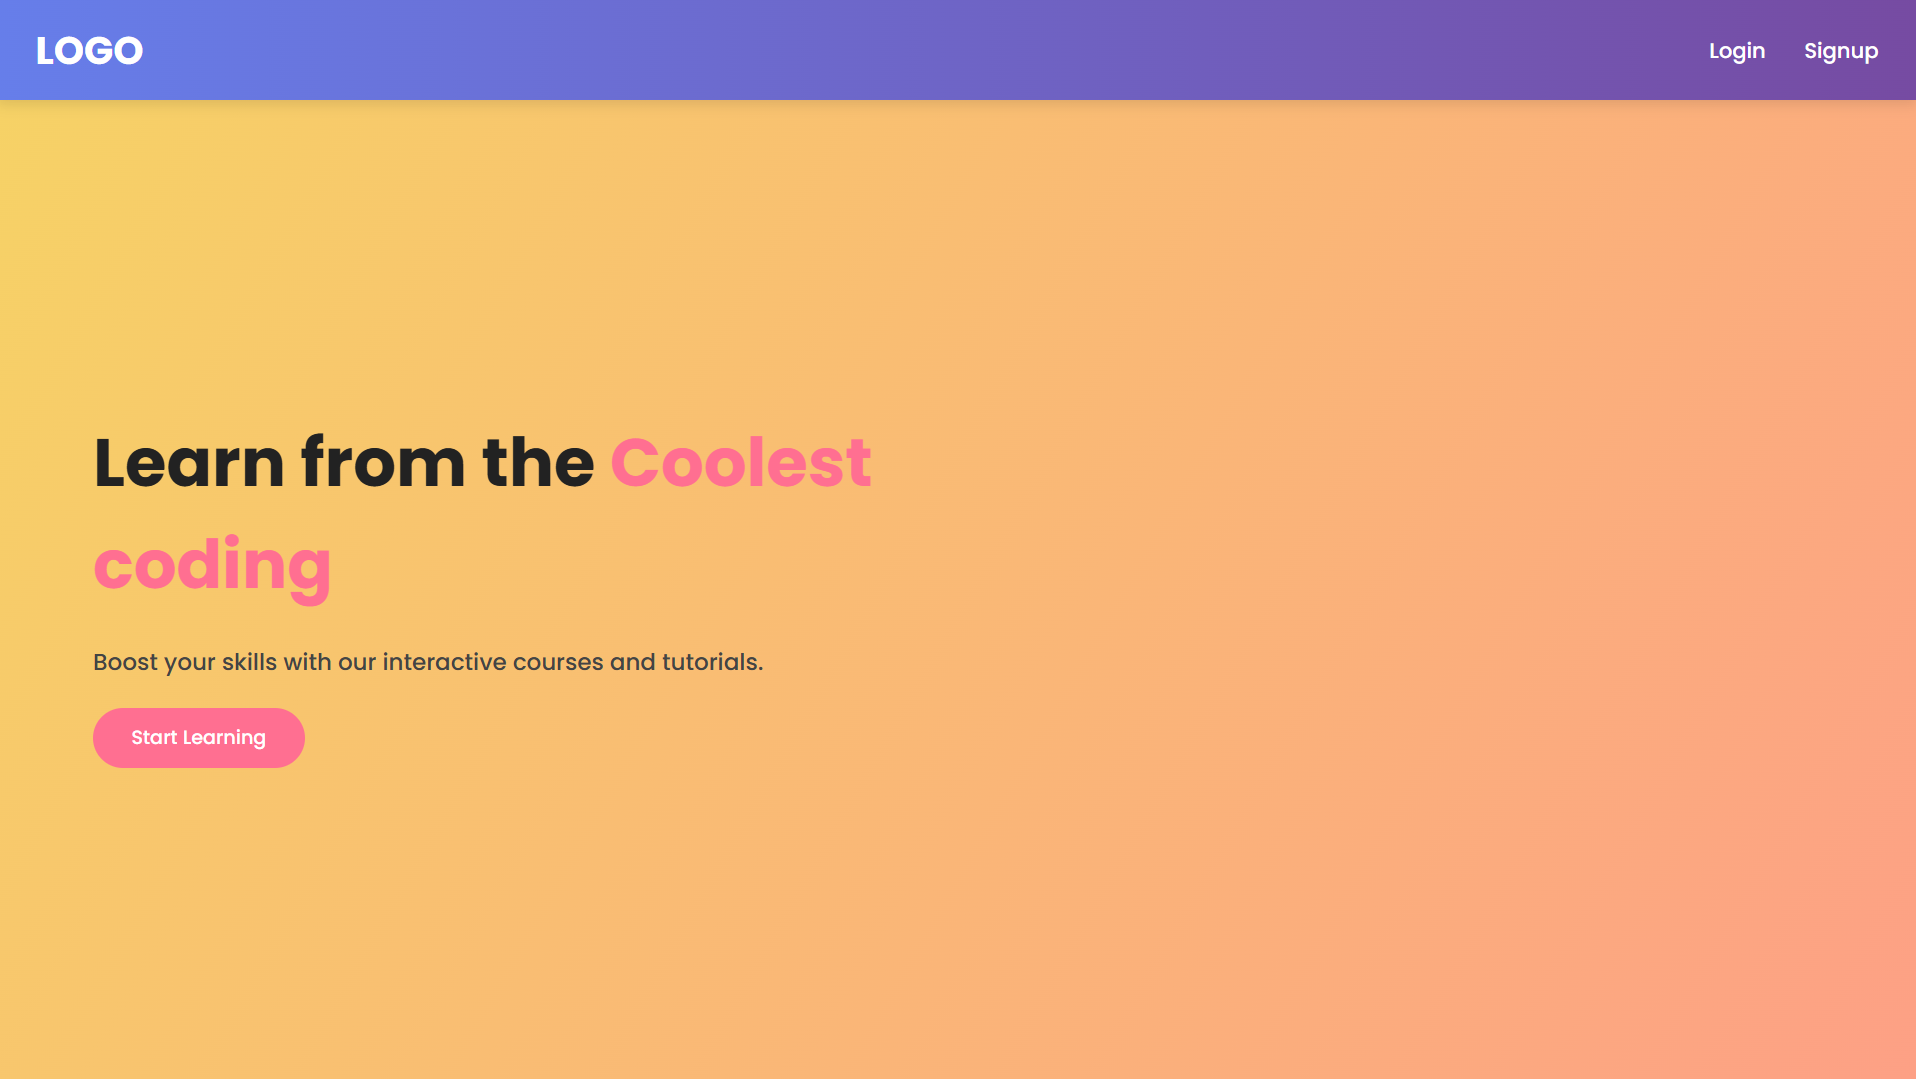 LOGO
Login
Signup
Learn from the Coolest
coding
Boost your skills with our interactive courses and tutorials.
Start Learning